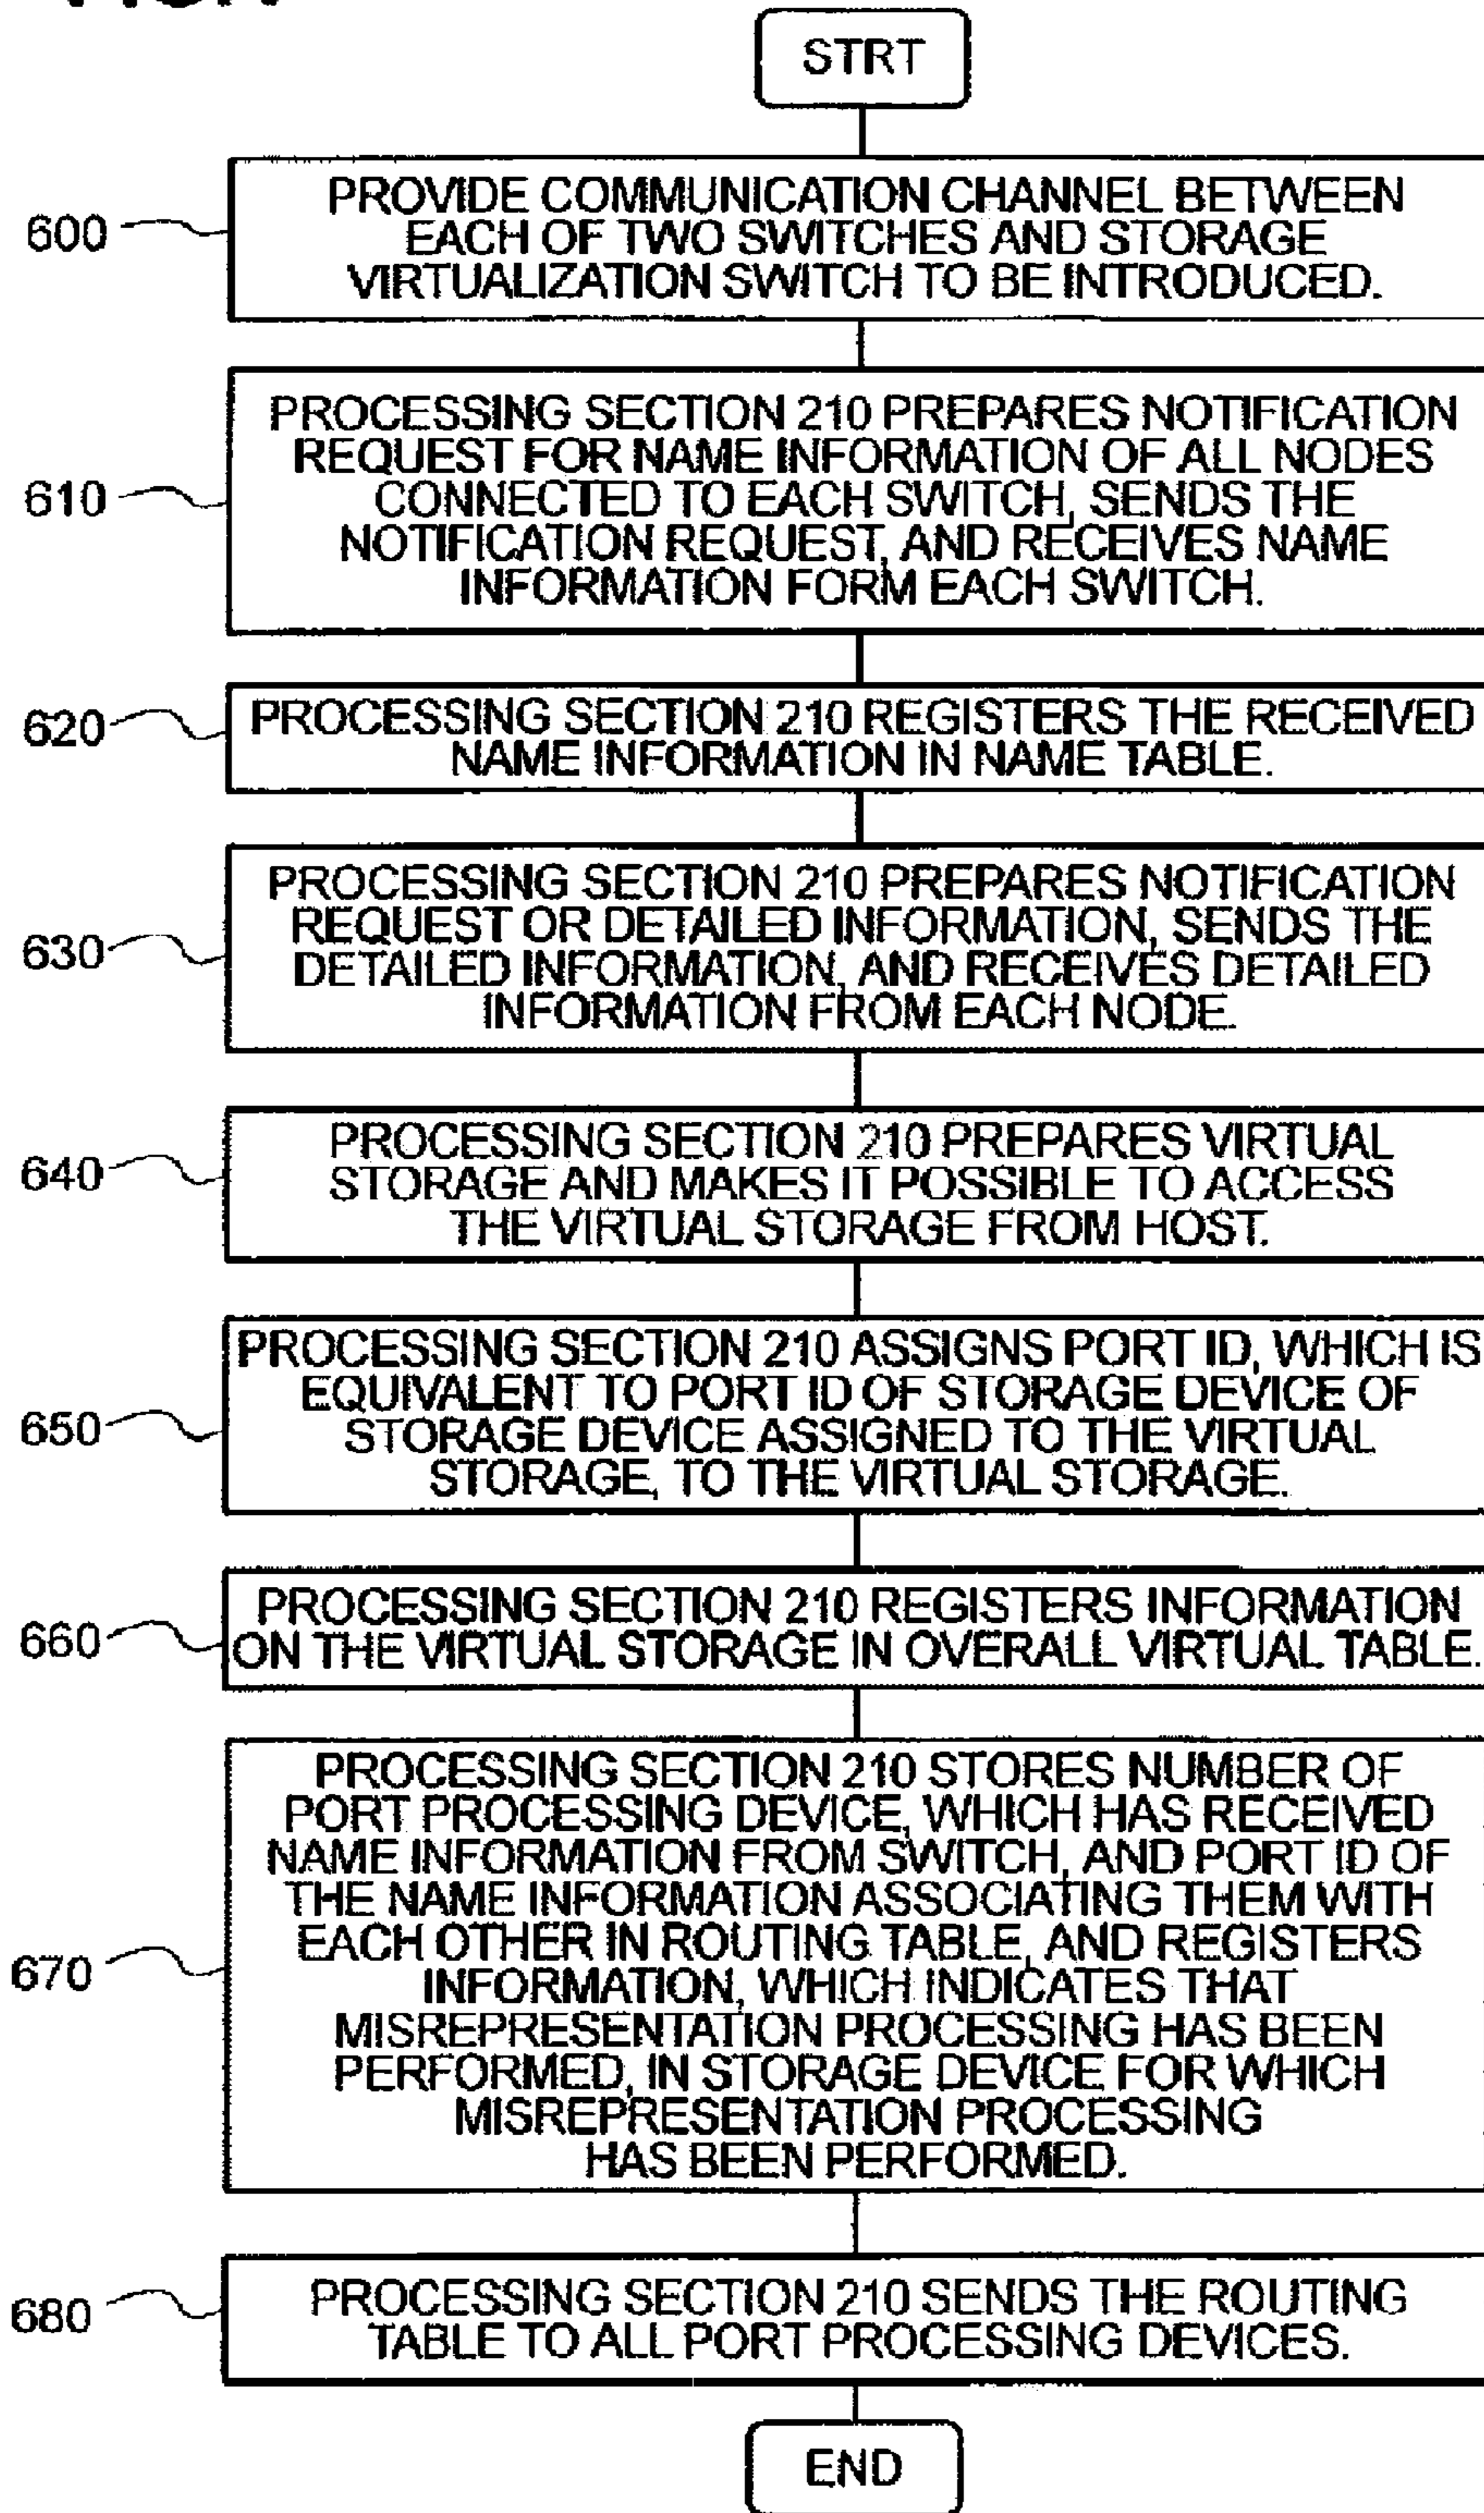 STRT
600
PROVIDE COMMUNICATION CHANNEL BETWEEN
EACH OF TWO SWITCHES AND STORAGE
VIRTUALIZATION SWITCH TO BE INTRODUCED.
610
PROCESSING SECTION 210 PREPARES NOTIFICATION
REQUEST FOR NAME INFORMATION OF ALL NODES
CONNECTED TO EACH SWITCH, SENDS THE
NOTIFICATION REQUEST, AND RECEIVES NAME
INFORMATION FORM EACH SWITCH.
620
PROCESSING SECTION 210 REGISTERS THE RECEIVED
NAME INFORMATION IN NAME TABLE.
630
PROCESSING SECTION 210 PREPARES NOTIFICATION
REQUEST OR DETAILED INFORMATION, SENDS THE
DETAILED INFORMATION, AND RECEIVES DETAILED
INFORMATION FROM EACH NODE.
640
PROCESSING SECTION 210 PREPARES VIRTUAL
STORAGE AND MAKES IT POSSIBLE TO ACCESS
THE VIRTUAL STORAGE FROM HOST.
650
PROCESSING SECTION 210 ASSIGNS PORT ID, WHICH IS
EQUIVALENT TO PORT ID OF STORAGE DEVICE OF
STORAGE DEVICE ASSIGNED TO THE VIRTUAL
STORAGE, TO THE VIRTUAL STORAGE.
660
PROCESSING SECTION 210 REGISTERS INFORMATION
ON THE VIRTUAL STORAGE IN OVERALL VIRTUAL TABLE.
670
PROCESSING SECTION 210 STORES NUMBER OF
PORT PROCESSING DEVICE, WHICH HAS RECEIVED
NAME INFORMATION FROM SWITCH, AND PORT ID OF
THE NAME INFORMATION ASSOCIATING THEM WITH
EACH OTHER IN ROUTING TABLE, AND REGISTERS
INFORMATION, WHICH INDICATES THAT
MISREPRESENTATION PROCESSING HAS BEEN
PERFORMED, IN STORAGE DEVICE FOR WHICH
MISREPRESENTATION PROCESSING
HAS BEEN PERFORMED.
680
PROCESSING SECTION 210 SENDS THE ROUTING
TABLE TO ALL PORT PROCESSING DEVICES.
END